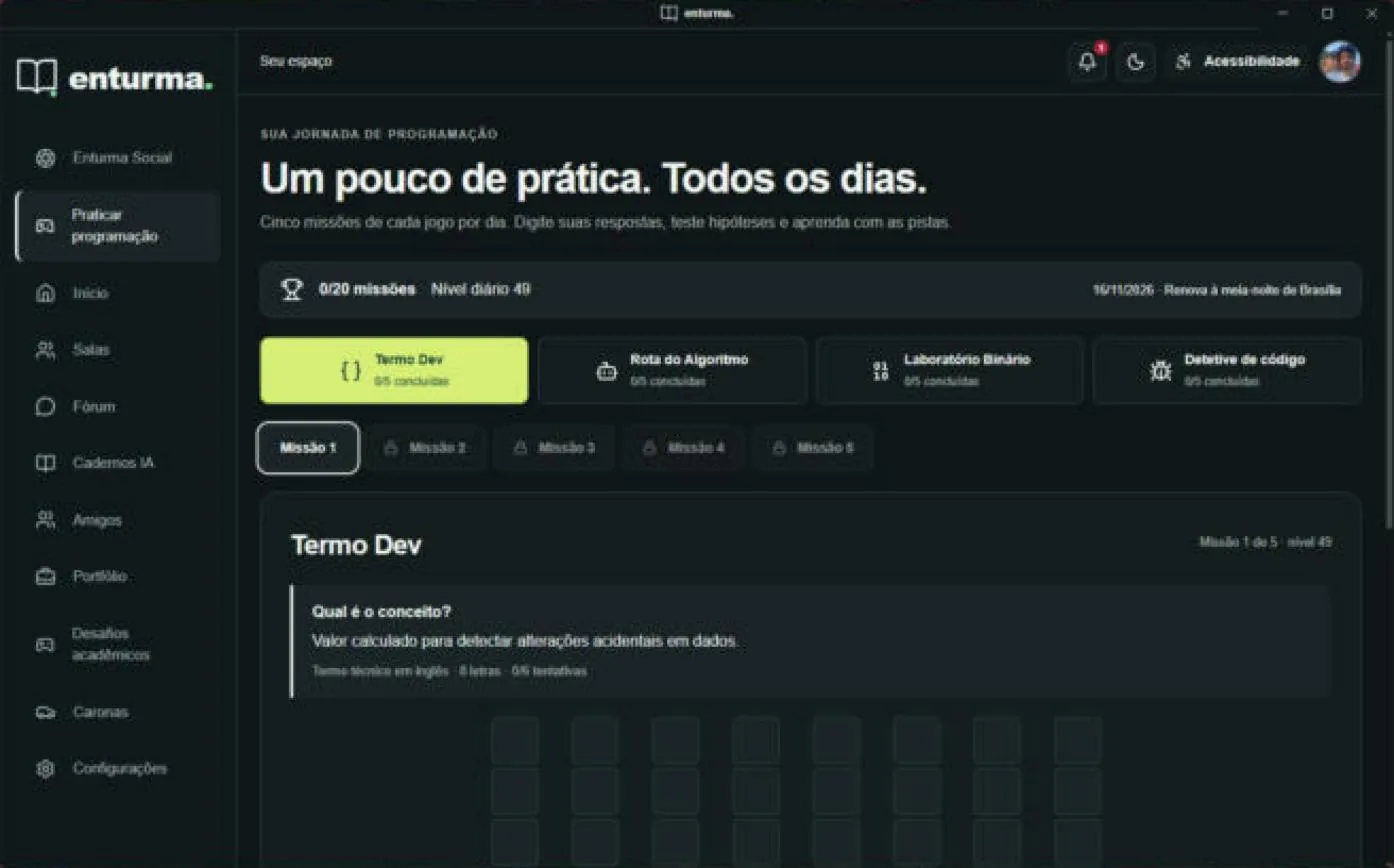 enturma.
enturma.
Seu espaço
1
Acessibilidade
Enturma Social
Praticar
programação
Início
Salas
Fórum
Cadernos IA
Amigos
Portfólio
Desafios
acadêmicos
Caronas
Configurações
SUA JORNADA DE PROGRAMAÇÃO
Um pouco de prática. Todos os dias.
Cinco missões de cada jogo por dia. Digite suas respostas, teste hipóteses e aprenda com as pistas.
0/20 missões Nível diário 49
16/11/2026 · Renova à meia-noite de Brasília
{ } Termo Dev
0/5 concluídas
Rota do Algoritmo
0/5 concluídas
01
10
Laboratório Binário
0/5 concluídas
Detetive de código
0/5 concluídas
Missão 1
Missão 2
Missão 3
Missão 4
Missão 5
Termo Dev
Missão 1 de 5 · nível 49
Qual é o conceito?
Valor calculado para detectar alterações acidentais em dados.
Termo técnico em inglês · 8 letras · 0/6 tentativas